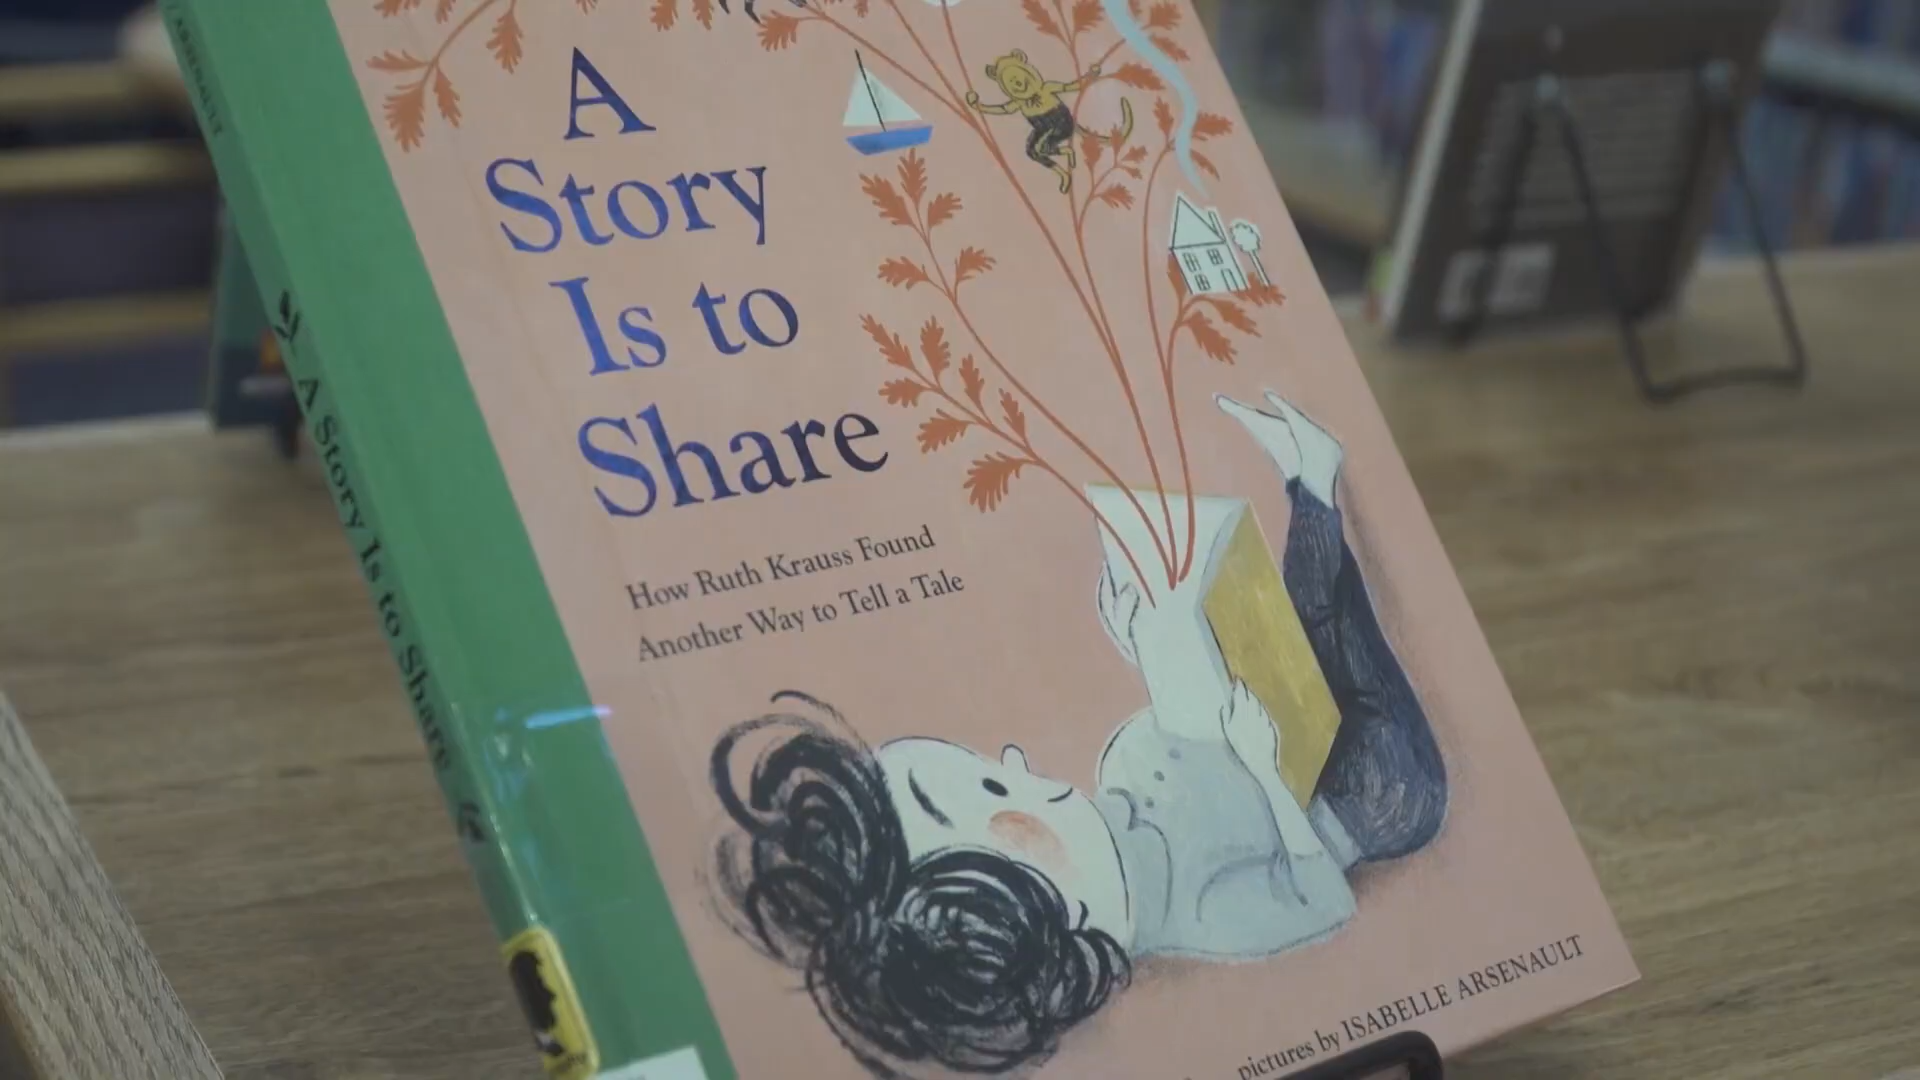 A
Story
Is to
Share
How Ruth Krauss Found
Another Way to Tell a Tale
pictures by ISABELLE ARSENAULT
ARSENAULT
A Story Is to Share